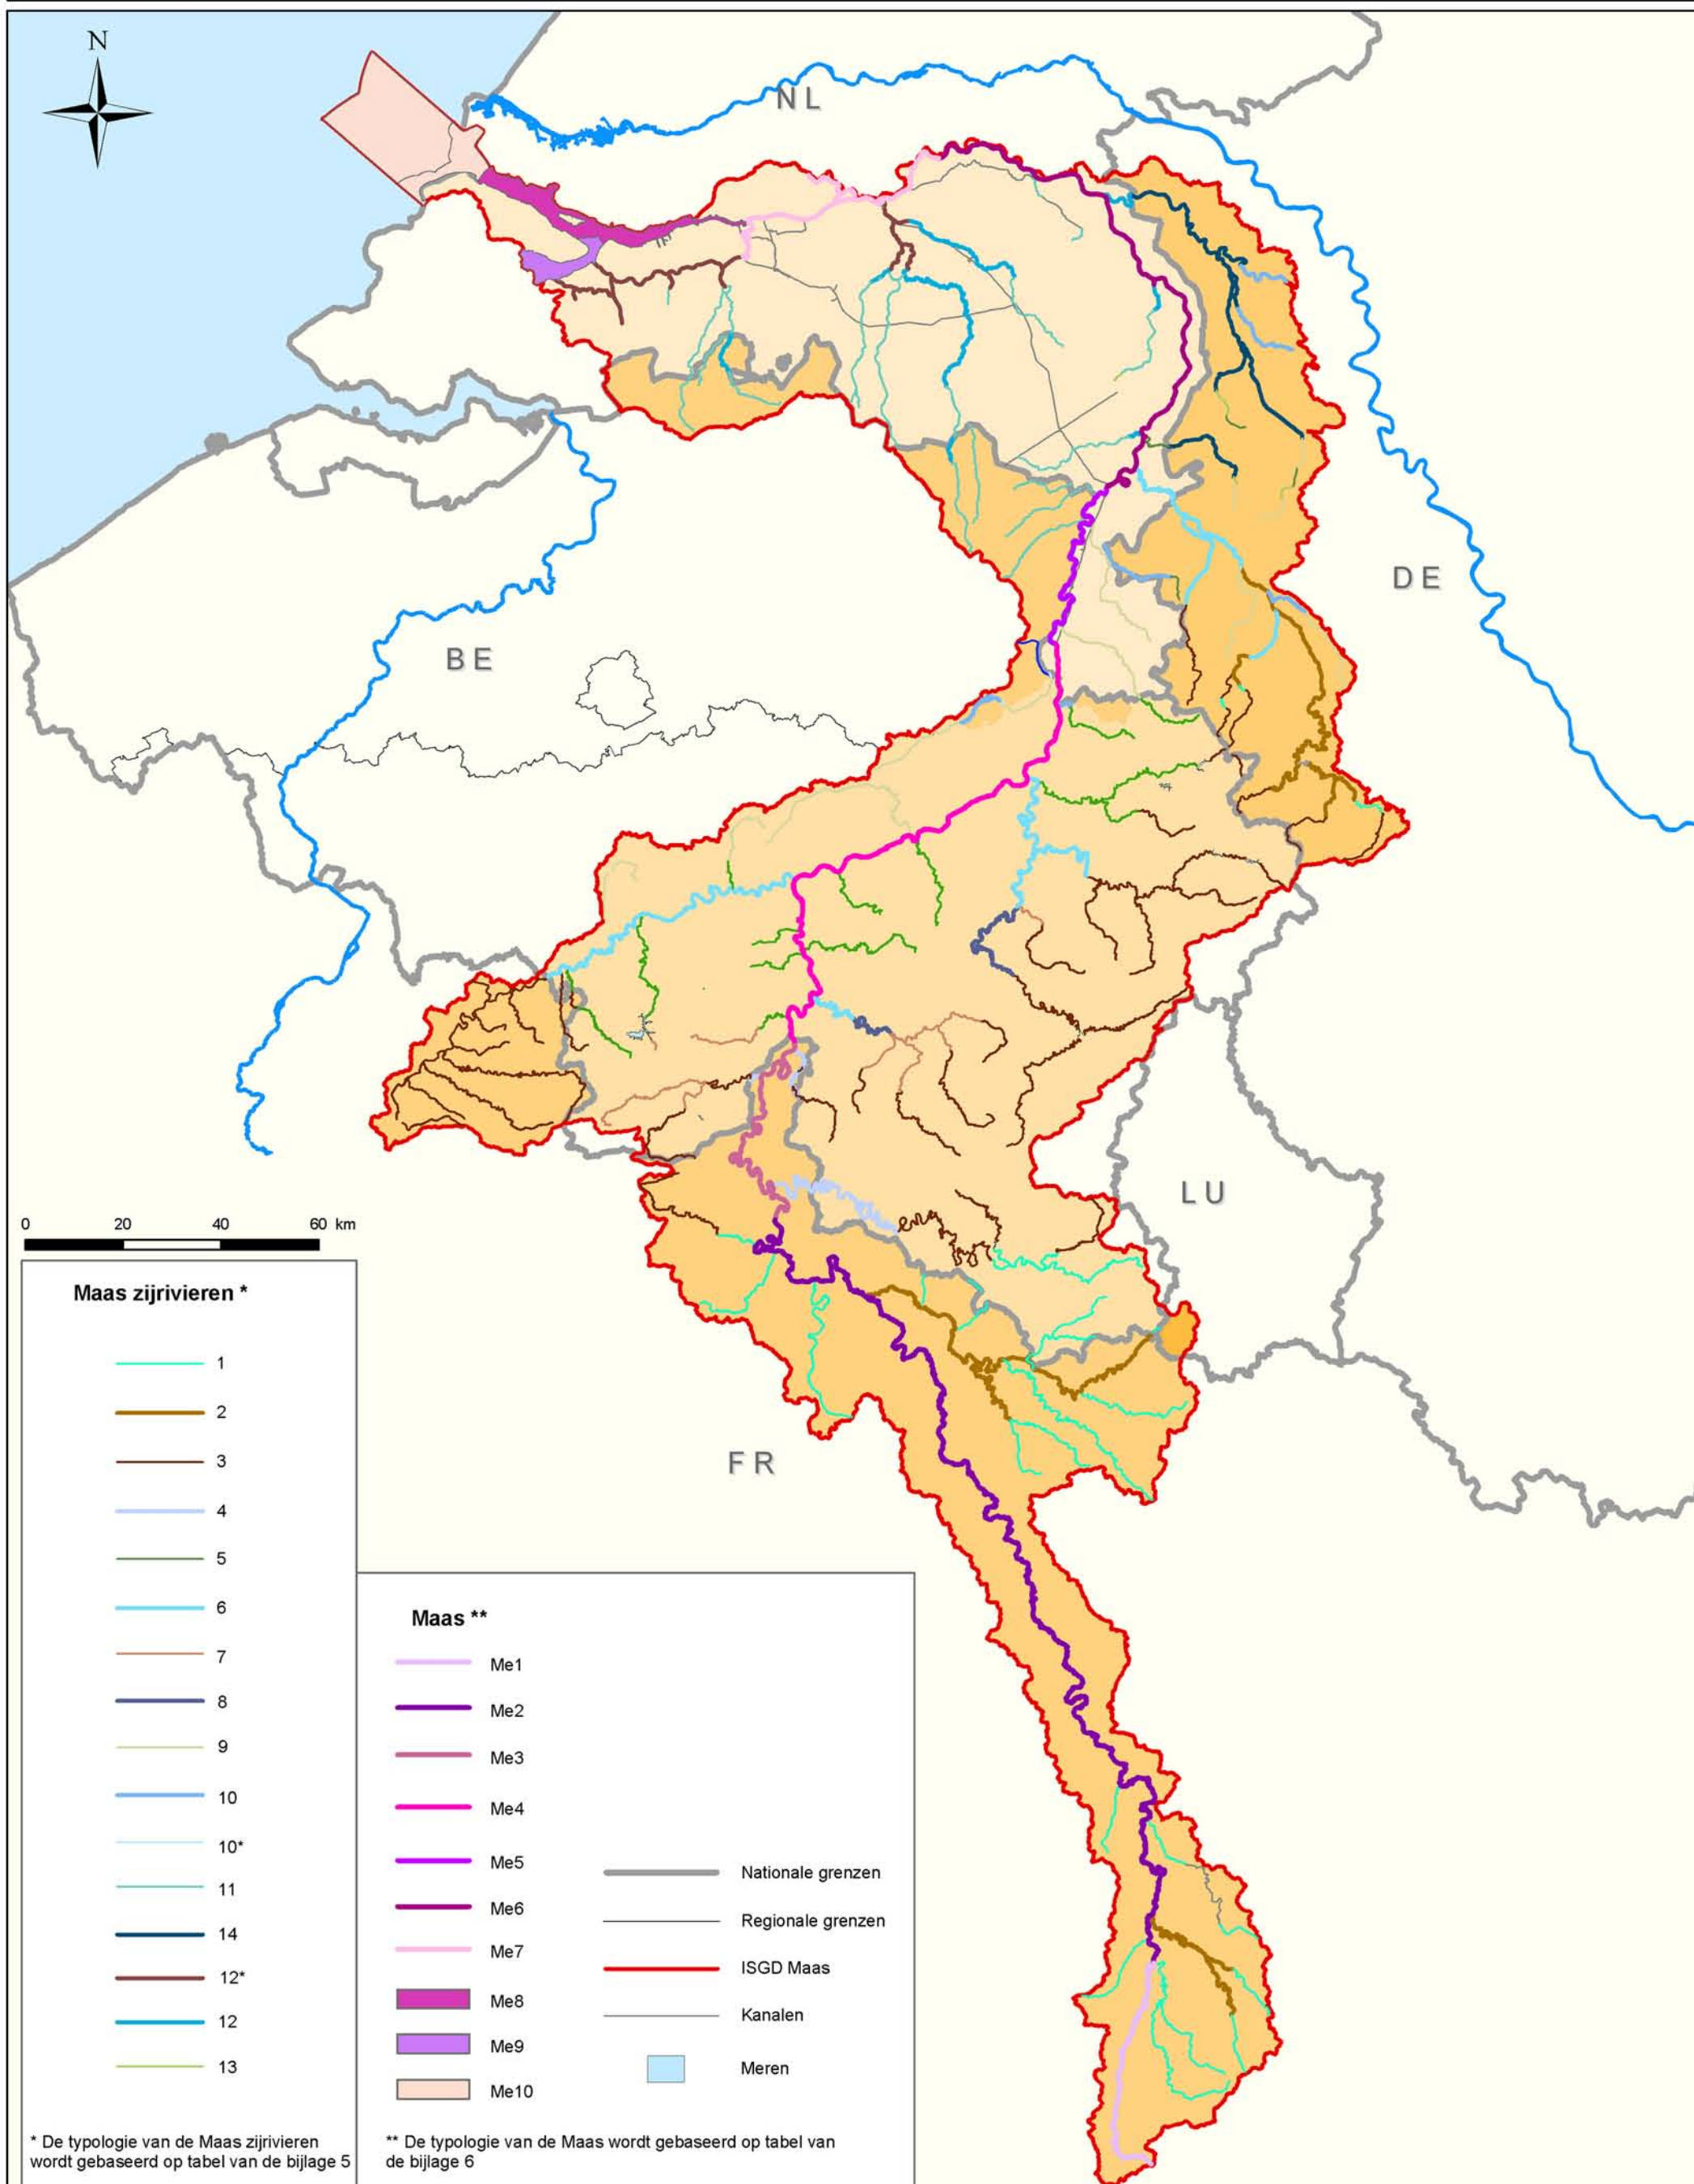 N
NL
DE
BE
LU
FR
0 20 40 60 km
Maas zijrivieren *
1
2
3
4
5
6
7
8
9
10
10*
11
14
12*
12
13
* De typologie van de Maas zijrivieren
wordt gebaseerd op tabel van de bijlage 5
Maas **
Me1
Me2
Me3
Me4
Me5
Me6
Me7
Me8
Me9
Me10
Nationale grenzen
Regionale grenzen
ISGD Maas
Kanalen
Meren
** De typologie van de Maas wordt gebaseerd op tabel van
de bijlage 6